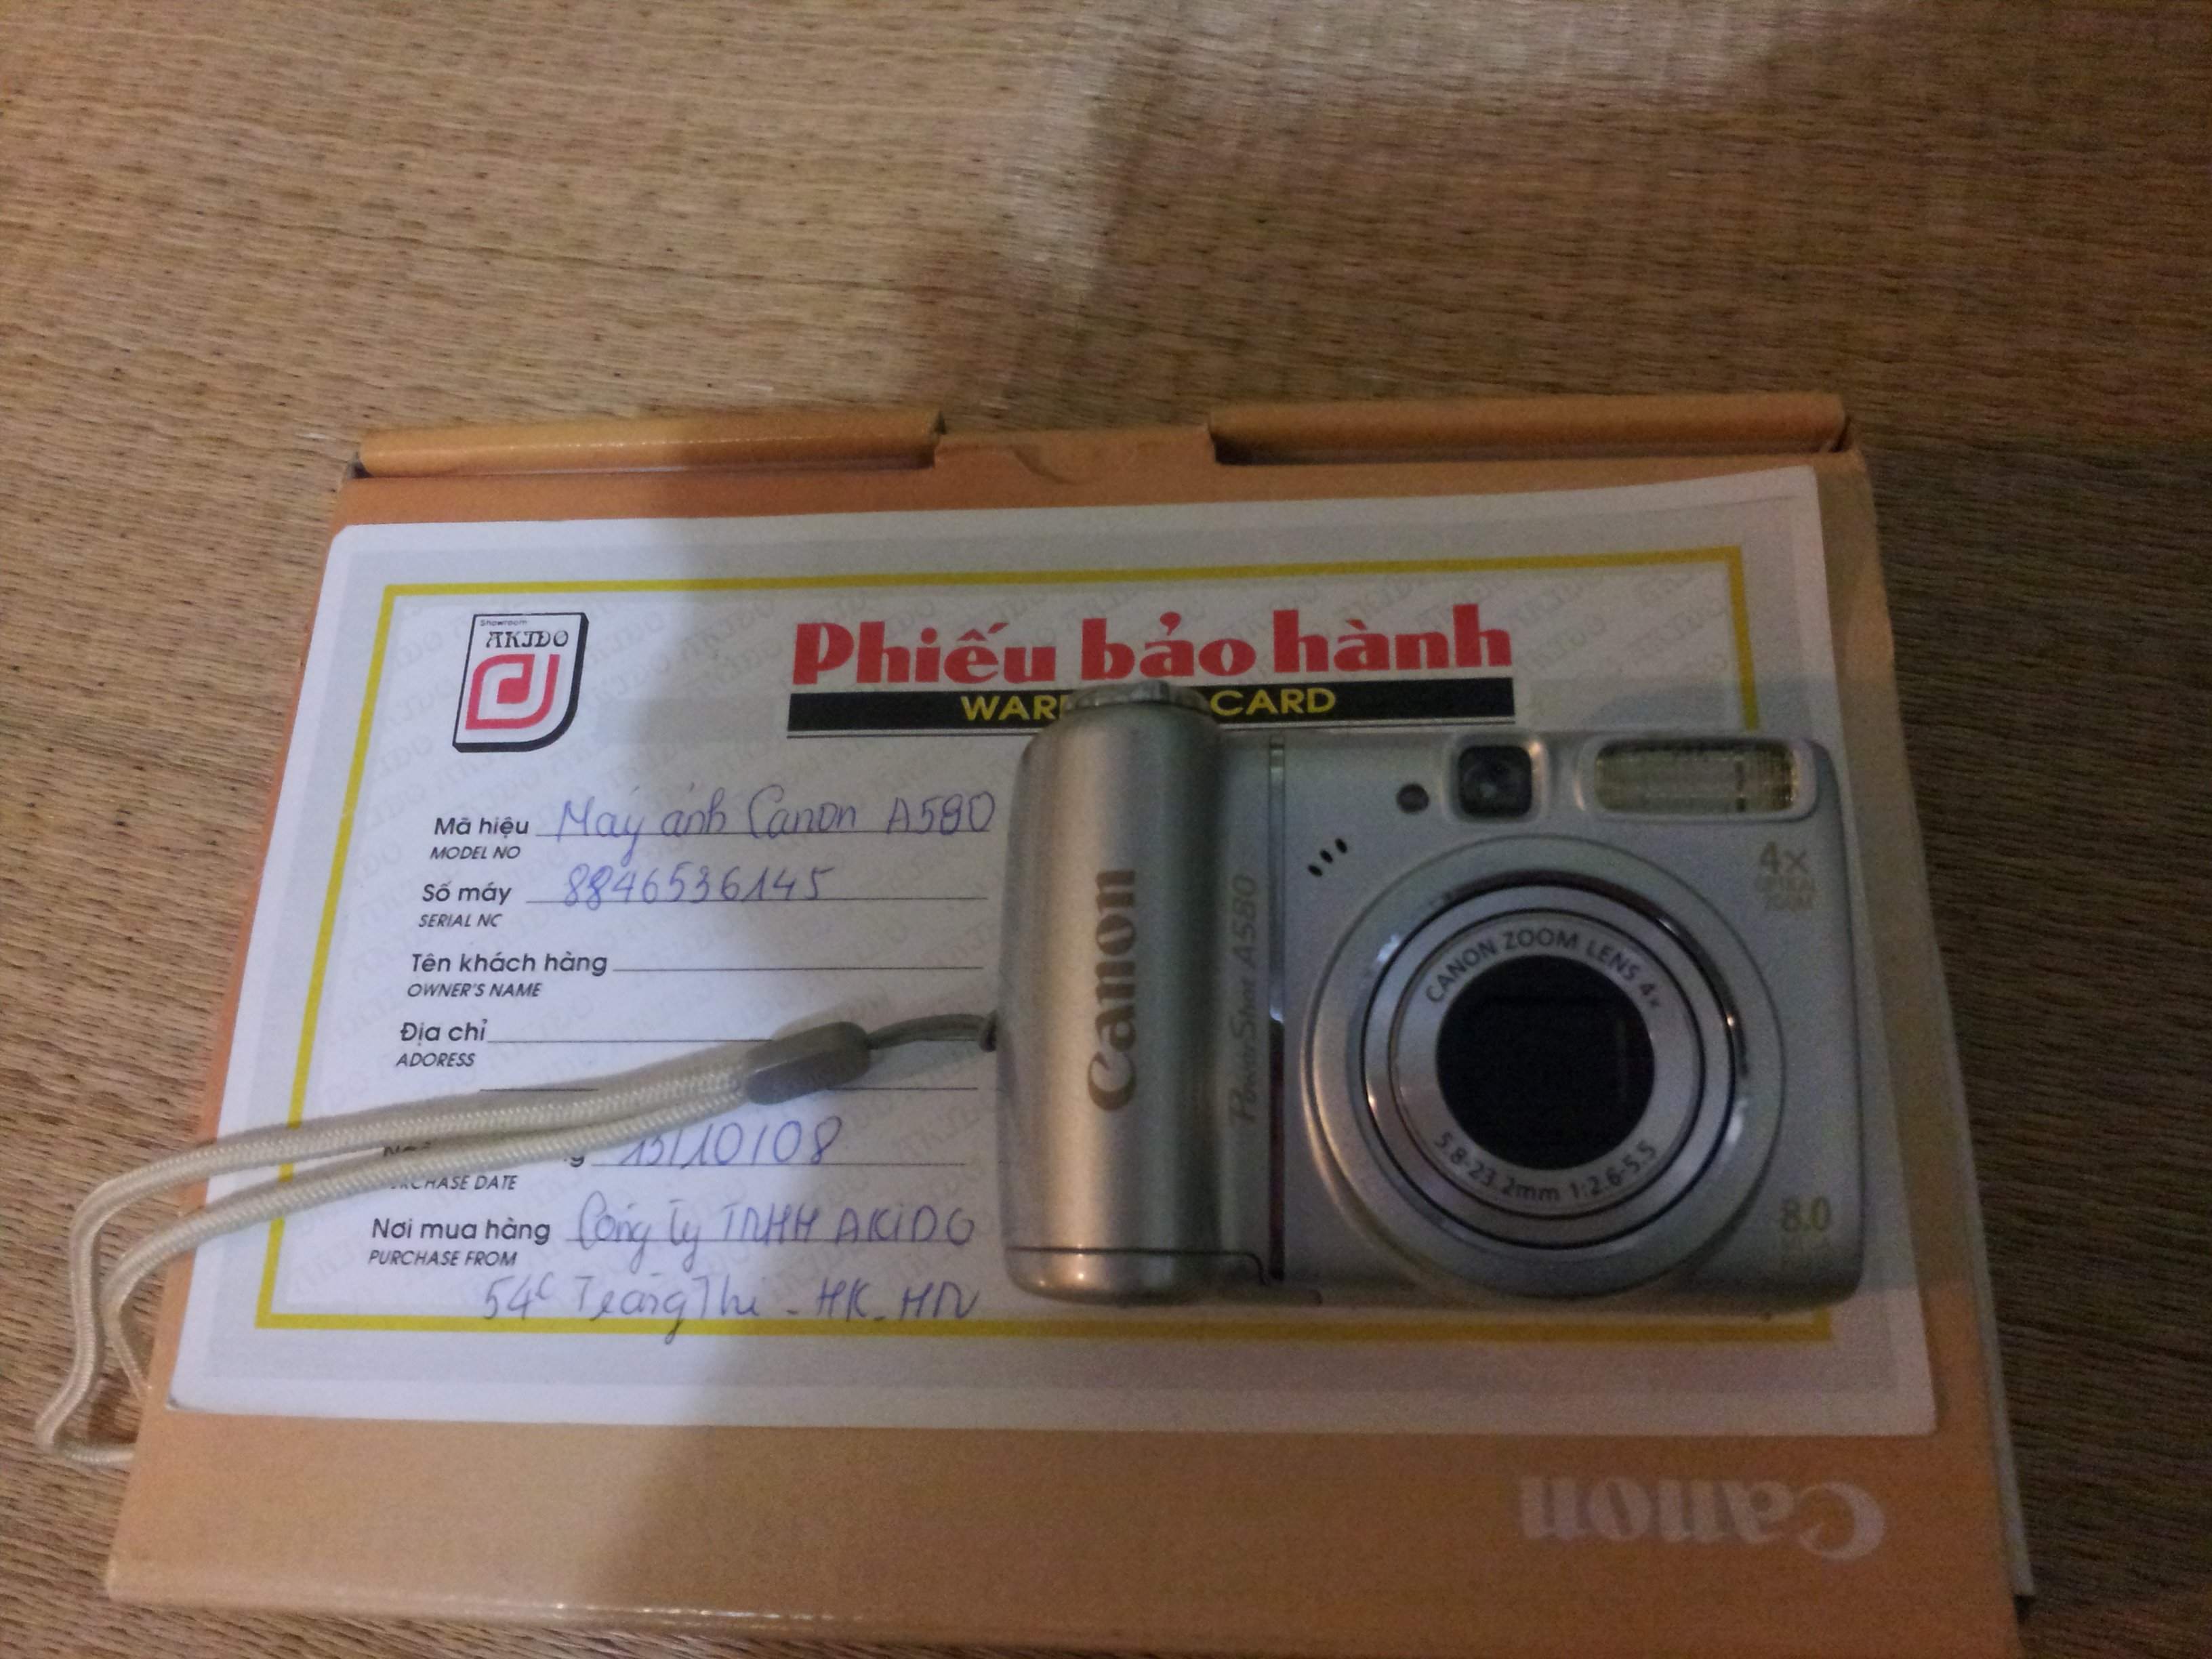 Showroom
AKIDO
Phiếu bảo hành
CARD
Mã hiệu Máy ảnh Canon A580
MODEL NO
Số máy 8846536145
SERIAL NC
Tên khách hàng
OWNER'S NAME
Địa chỉ
ADORESS
13/10/08
DATE
Nơi mua hàng Công ty TNHH AKIDO
PURCHASE FROM
54C Tràng Thi - HK - HN
Canon
PowerShot A580
4x
OPTICAL
ZOOM
CANON ZOOM LENS 4x
5.8-23.2mm 1:2.6-5.5
8.0
Canon